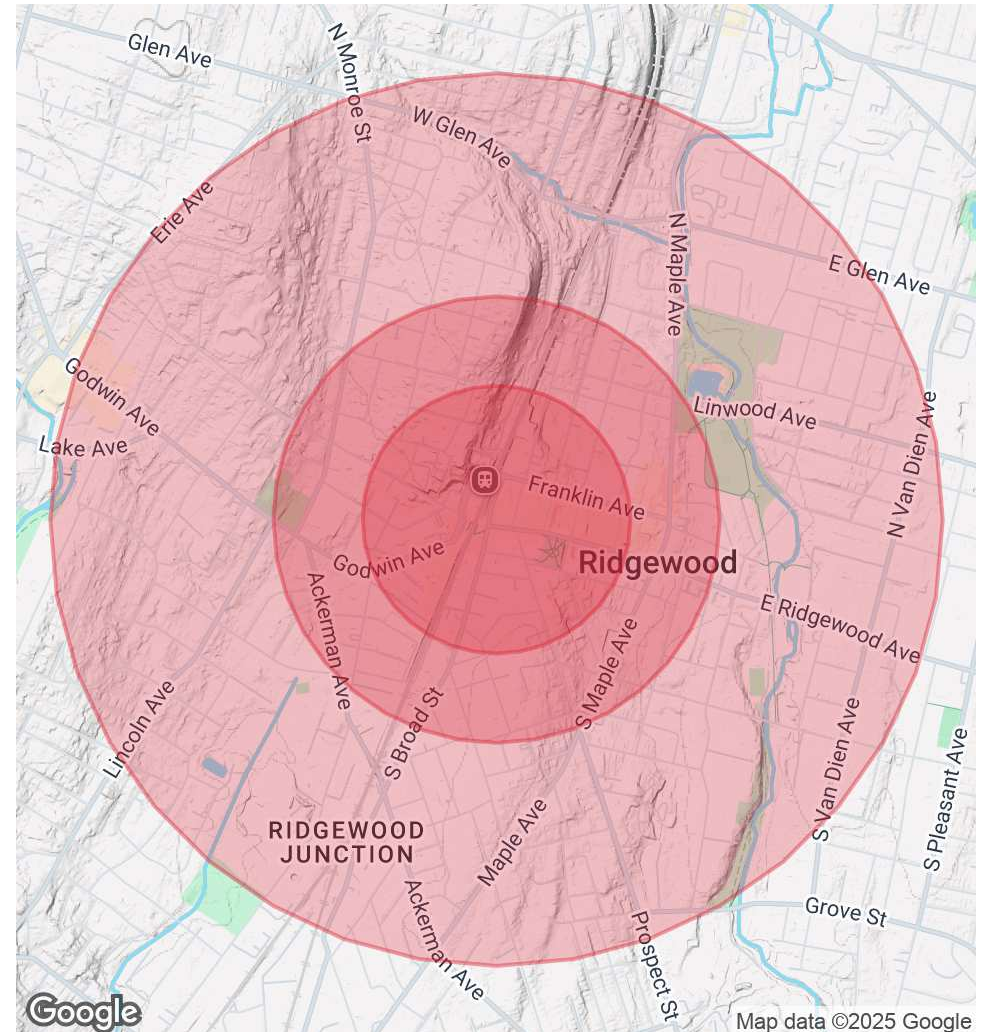 Glen Ave
N Monroe St
W Glen Ave
Erie Ave
N Maple Ave
E Glen Ave
Godwin Ave
Linwood Ave
Lake Ave
N Van Dien Ave
Franklin Ave
Godwin Ave
Ridgewood
Ackerman Ave
E Ridgewood Ave
S Maple Ave
Lincoln Ave
S Broad St
S Van Dien Ave
S Pleasant Ave
RIDGEWOOD
JUNCTION
Maple Ave
Ackerman Ave
Grove St
Prospect St
Google
Map data ©2025 Google